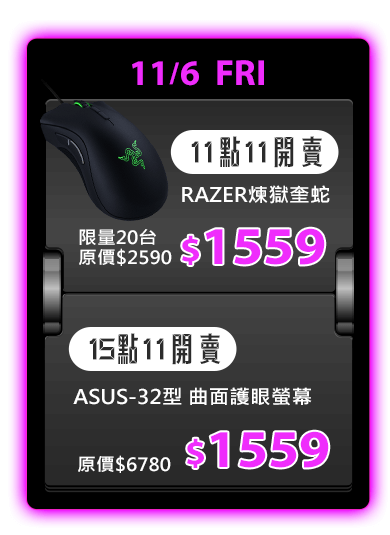 11/6 FRI
11點11開賣
RAZER煉獄奎蛇
限量20台
原價$2590 $1559
15點11開賣
ASUS-32型 曲面護眼螢幕
原價$6780 $1559